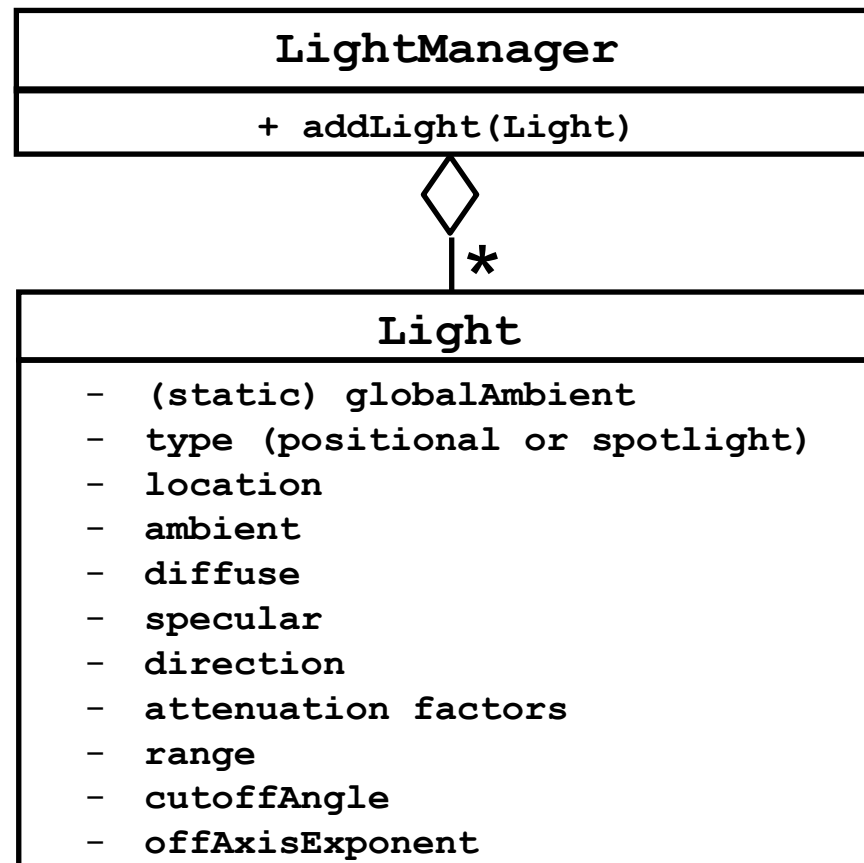 LightManager
+ addLight(Light)
*
Light
- (static) globalAmbient
- type (positional or spotlight)
- location
- ambient
- diffuse
- specular
- direction
- attenuation factors
- range
- cutoffAngle
- offAxisExponent